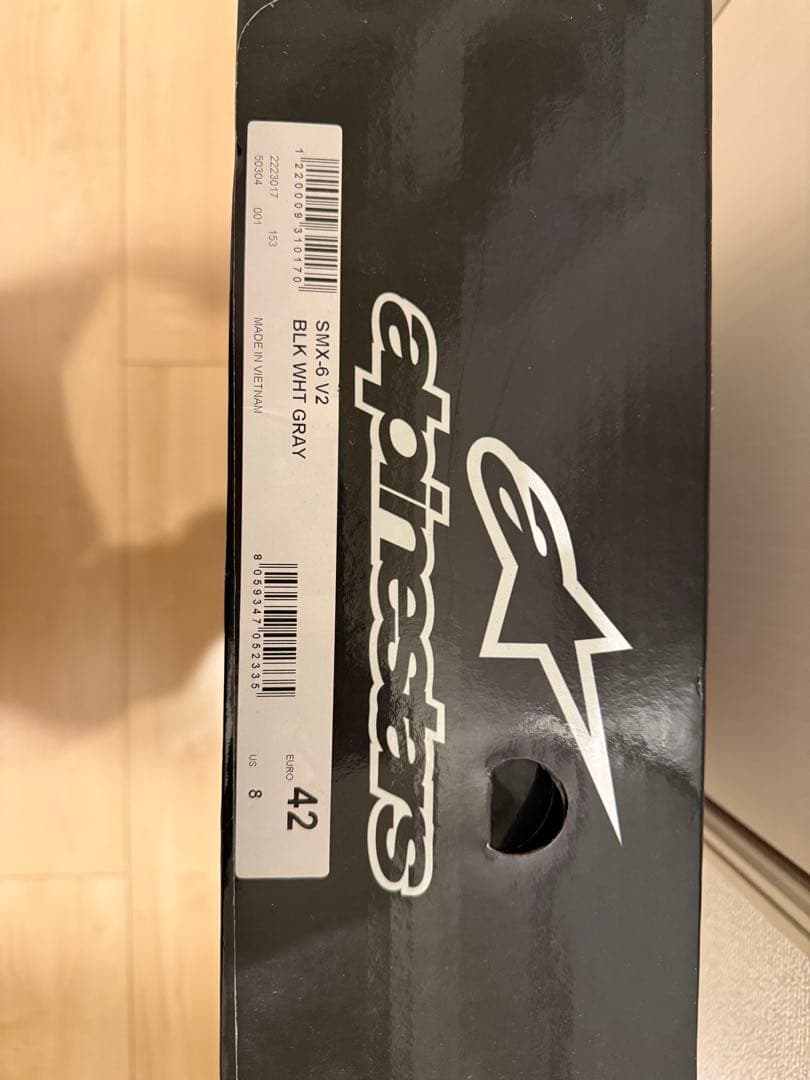 alpinestars
1 220009 310170
2223017 153
50304 001
SMX-6 V2
BLK WHT GRAY
MADE IN VIETNAM
8 059347 052335
EURO 42
US 8